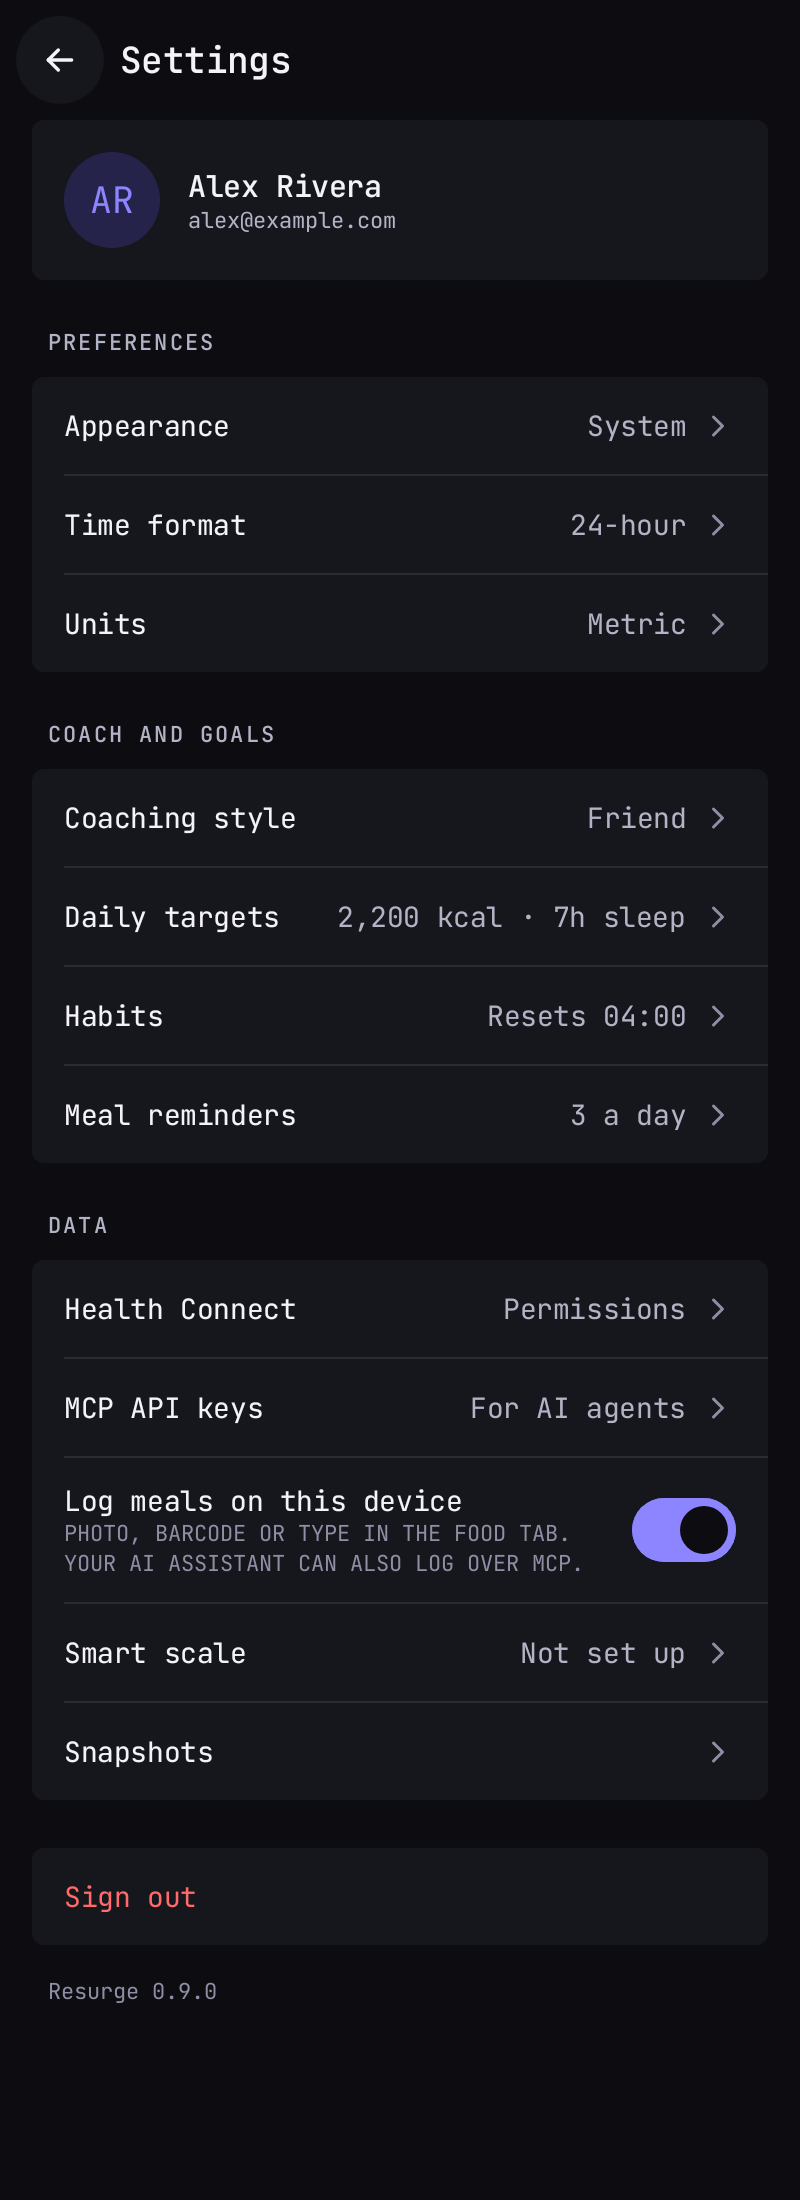 Settings
AR
Alex Rivera
alex@example.com
PREFERENCES
Appearance System
Time format 24-hour
Units Metric
COACH AND GOALS
Coaching style Friend
Daily targets 2,200 kcal · 7h sleep
Habits Resets 04:00
Meal reminders 3 a day
DATA
Health Connect Permissions
MCP API keys For AI agents
Log meals on this device
PHOTO, BARCODE OR TYPE IN THE FOOD TAB.
YOUR AI ASSISTANT CAN ALSO LOG OVER MCP.
Smart scale Not set up
Snapshots
Sign out
Resurge 0.9.0